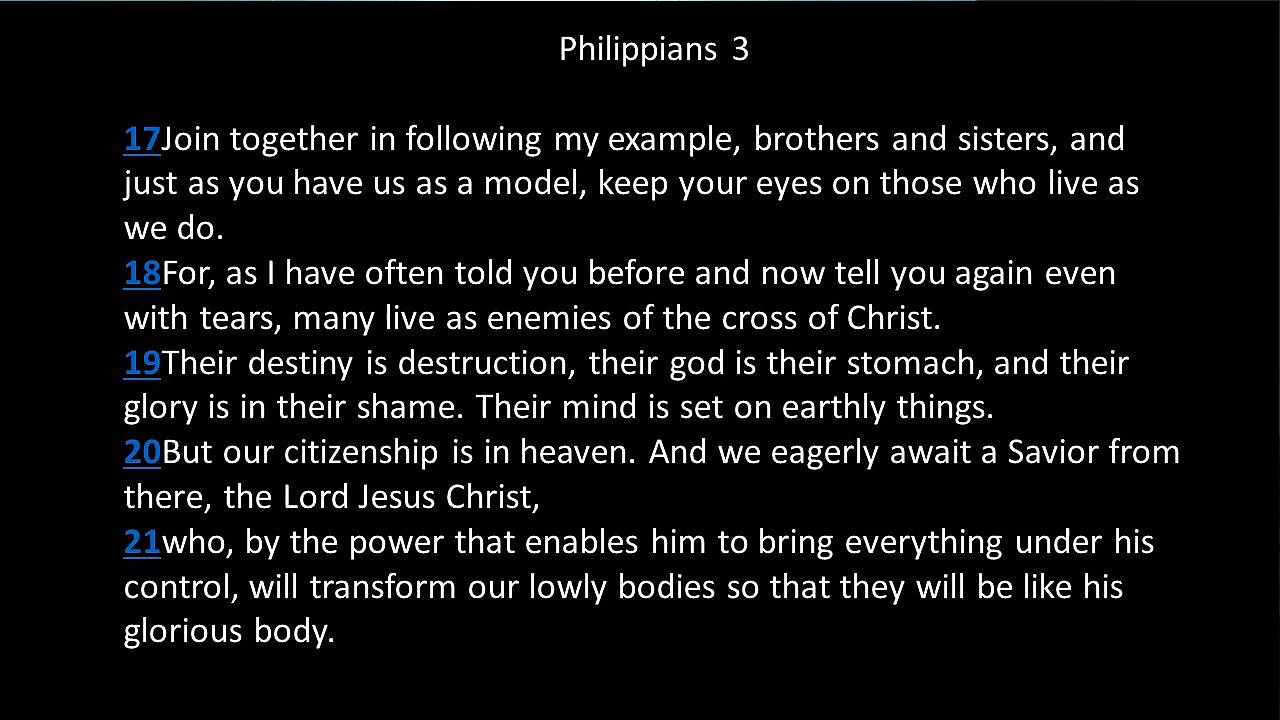 Philippians 3
17Join together in following my example, brothers and sisters, and
just as you have us as a model, keep your eyes on those who live as
we do.
18For, as I have often told you before and now tell you again even
with tears, many live as enemies of the cross of Christ.
19Their destiny is destruction, their god is their stomach, and their
glory is in their shame. Their mind is set on earthly things.
20But our citizenship is in heaven. And we eagerly await a Savior from
there, the Lord Jesus Christ,
21who, by the power that enables him to bring everything under his
control, will transform our lowly bodies so that they will be like his
glorious body.